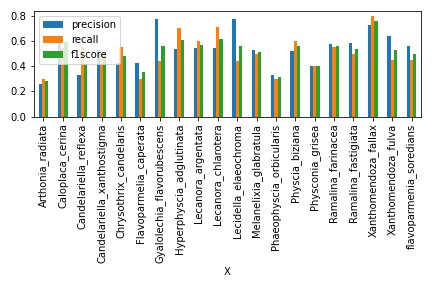 precision
recall
f1score
0.8
0.6
0.4
0.2
0.0
Arthonia_radiata
Caloplaca_cerina
Candelariella_reflexa
Candelariella_xanthostigma
Chrysothrix_candelaris
Flavoparmelia_caperata
Gyalolechia_flavorubescens
Hyperphyscia_adglutinata
Lecanora_argentata
Lecanora_chlarotera
Lecidella_elaeochroma
Melanelixia_glabratula
Phaeophyscia_orbicularis
Physcia_biziana
Physconia_grisea
Ramalina_farinacea
Ramalina_fastigiata
Xanthomendoza_fallax
Xanthomendoza_fulva
flavoparmenia_soredians
X